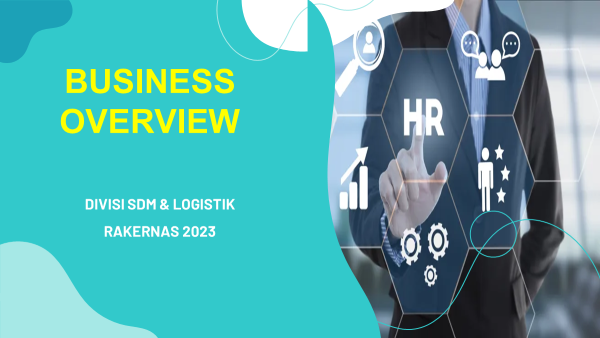 BUSINESS
OVERVIEW
DIVISI SDM & LOGISTIK
RAKERNAS 2023
HR